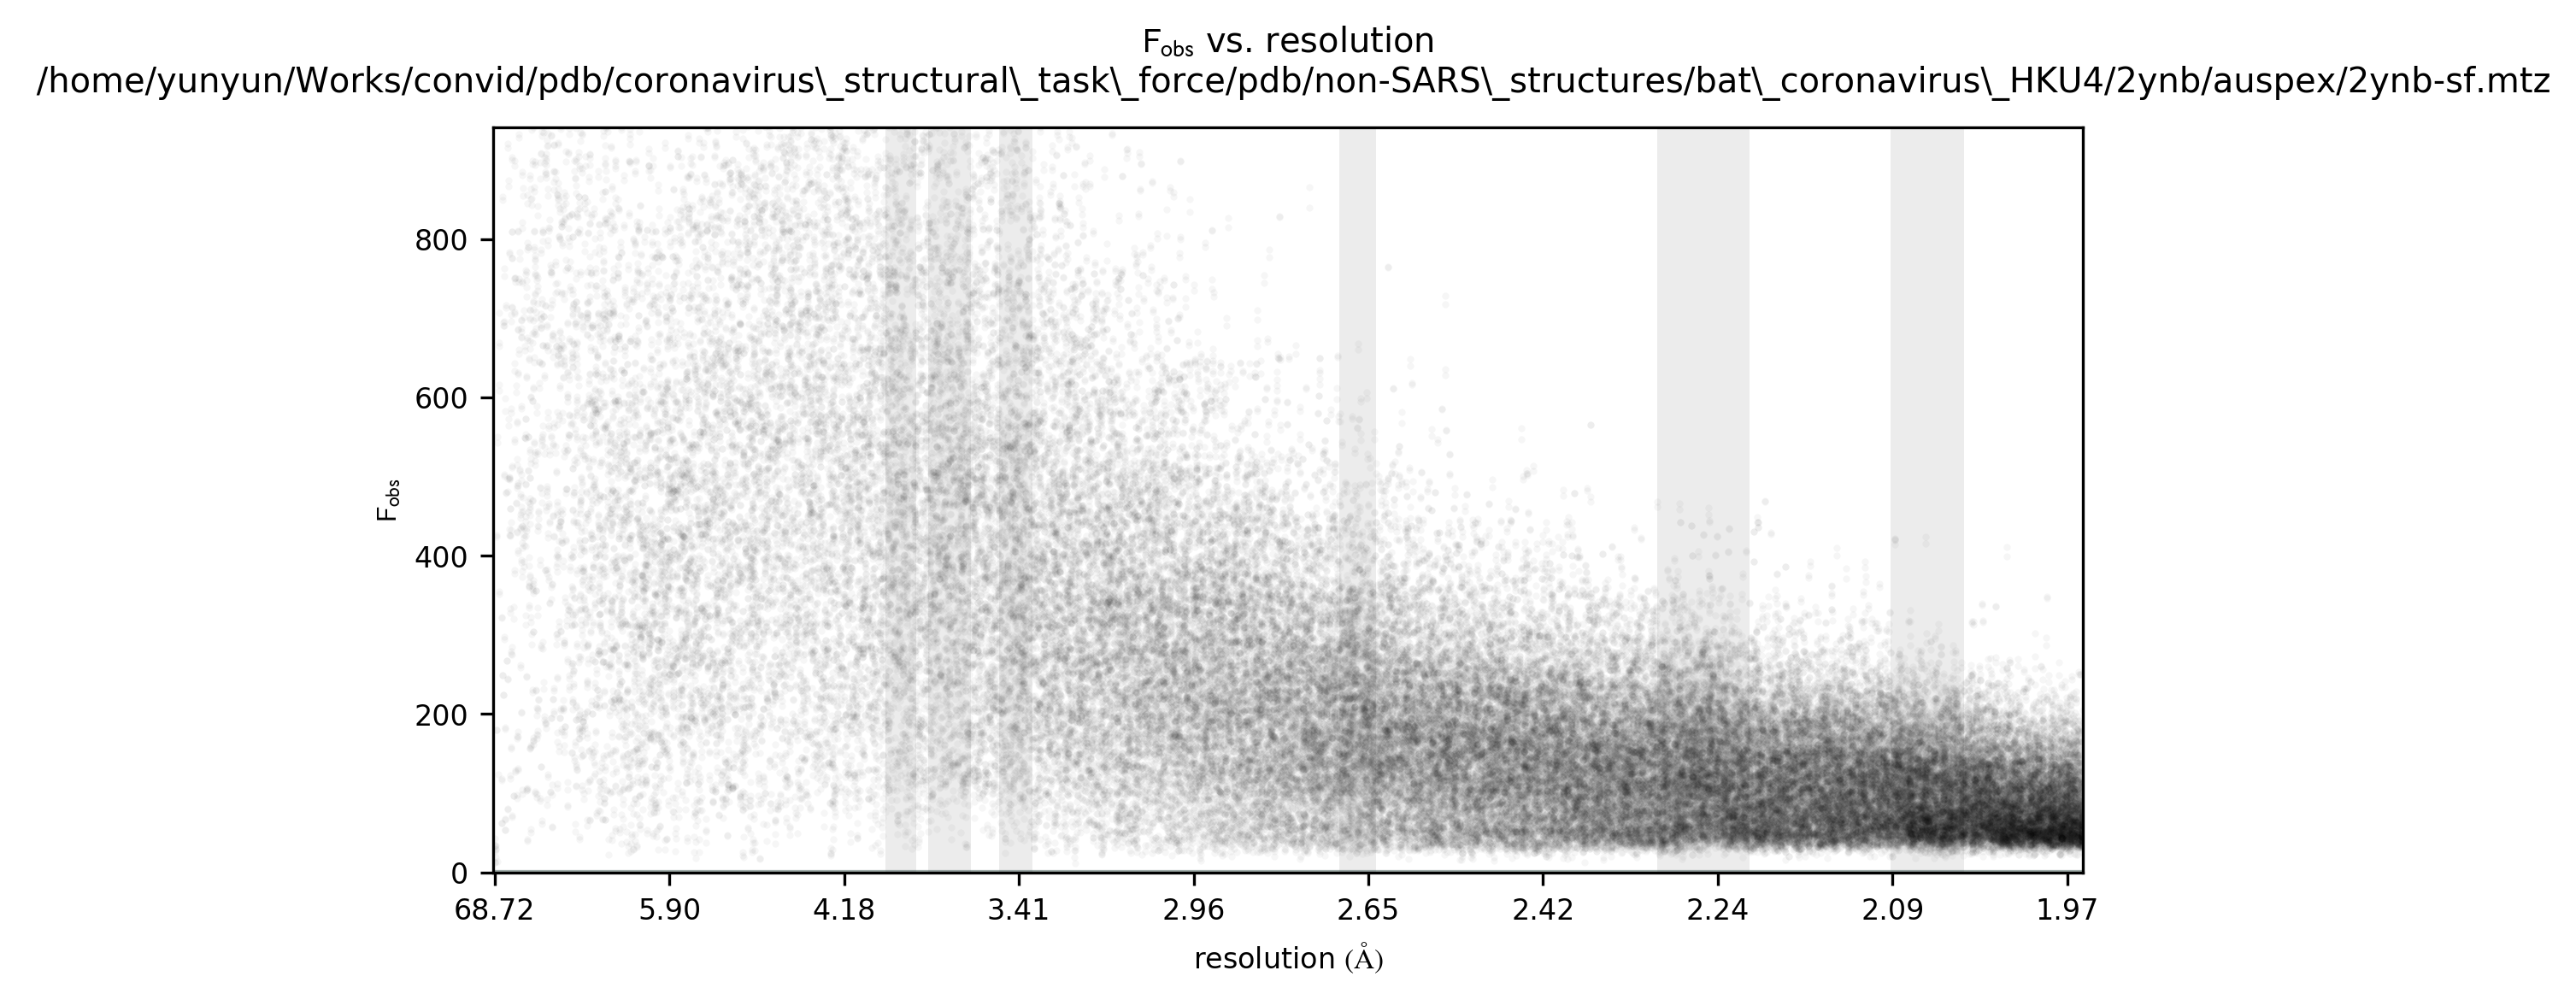 F_obs vs. resolution
/home/yunyun/Works/convid/pdb/coronavirus\_structural\_task\_force/pdb/non-SARS\_structures/bat\_coronavirus\_HKU4/2ynb/auspex/2ynb-sf.mtz
800
600
F_obs
400
200
0
68.72 5.90 4.18 3.41 2.96 2.65 2.42 2.24 2.09 1.97
resolution (Å)